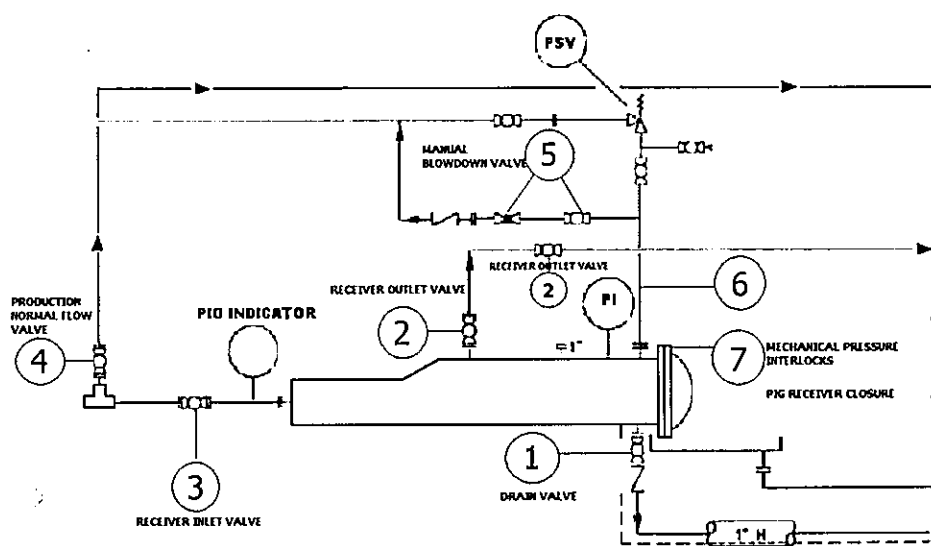 PSV
MANUAL
BLOWDOWN VALVE
5
RECEIVER OUTLET VALVE
2
RECEIVER OUTLET VALVE
2
PI
6
PRODUCTION
NORMAL FLOW
VALVE
4
PIG INDICATOR
1"
7
MECHANICAL PRESSURE
INTERLOCKS
PIG RECEIVER CLOSURE
3
RECEIVER INLET VALVE
1
DRAIN VALVE
1" H